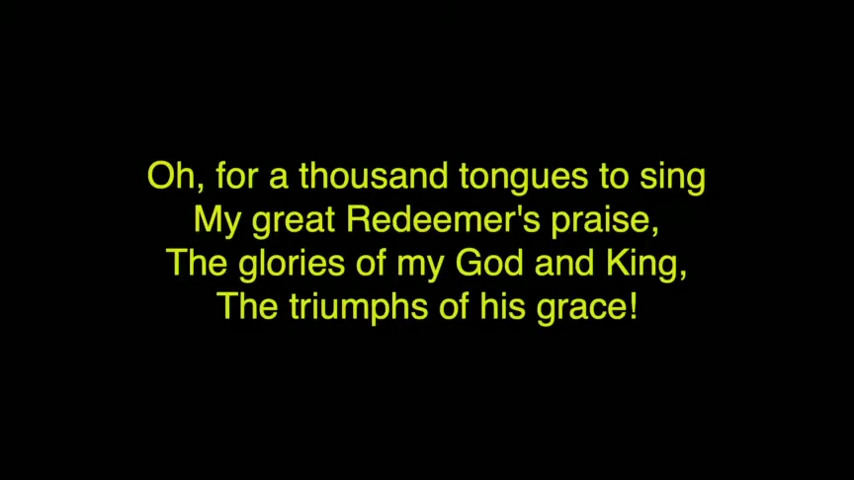 Oh, for a thousand tongues to sing
My great Redeemer's praise,
The glories of my God and King,
The triumphs of his grace!